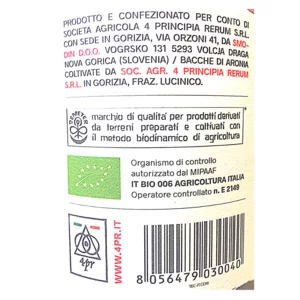 PRODOTTO E CONFEZIONATO PER CONTO DI
SOCIETA AGRICOLA 4 PRINCIPIA RERUM S.R.L.
CON SEDE IN GORIZIA, VIA ORZONI 41, DA SMO-
DIN D.O.O. VOGRSKO 131 5293 VOLCJA DRAGA
NOVA GORICA (SLOVENIA) / BACCHE DI ARONIA
COLTIVATE DA SOC. AGR. 4 PRINCIPIA RERUM
S.R.L. IN GORIZIA, FRAZ. LUCINICO.
DEMETER
marchio di qualita' per prodotti derivati
da terreni preparati e coltivati con
il metodo biodinamico di agricoltura
Organismo di controllo
autorizzato dal MIPAAF
IT BIO 006 AGRICOLTURA ITALIA
Operatore controllato n. E 2149
4pr
WWW.4PR.IT
8 056479 030040